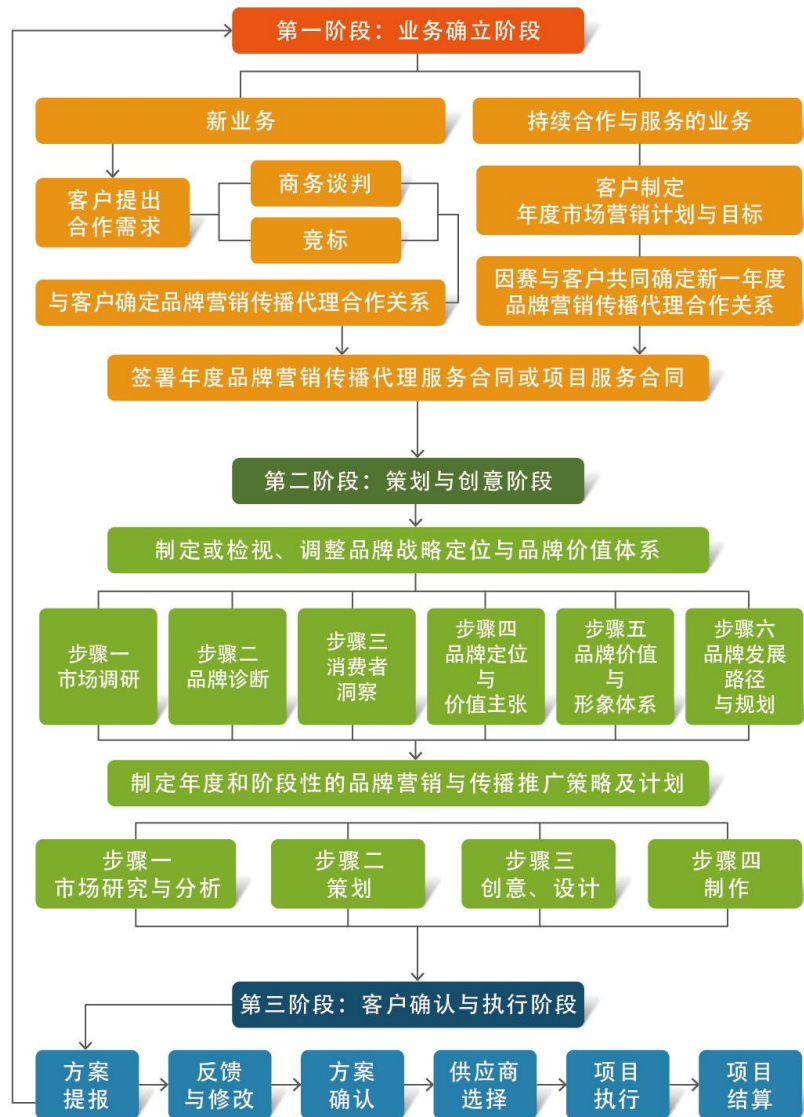 第一阶段：业务确立阶段
新业务
持续合作与服务的业务
客户提出
合作需求
商务谈判
竞标
客户制定
年度市场营销计划与目标
与客户确定品牌营销传播代理合作关系
因赛与客户共同确定新一年度
品牌营销传播代理合作关系
签署年度品牌营销传播代理服务合同或项目服务合同
第二阶段：策划与创意阶段
制定或检视、调整品牌战略定位与品牌价值体系
步骤一
市场调研
步骤二
品牌诊断
步骤三
消费者
洞察
步骤四
品牌定位
与
价值主张
步骤五
品牌价值
与
形象体系
步骤六
品牌发展
路径
与规划
制定年度和阶段性的品牌营销与传播推广策略及计划
步骤一
市场研究与分析
步骤二
策划
步骤三
创意、设计
步骤四
制作
第三阶段：客户确认与执行阶段
方案
提报
反馈
与修改
方案
确认
供应商
选择
项目
执行
项目
结算